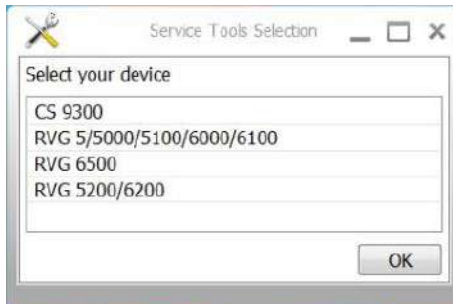 Service Tools Selection
Select your device
CS 9300
RVG 5/5000/5100/6000/6100
RVG 6500
RVG 5200/6200
OK